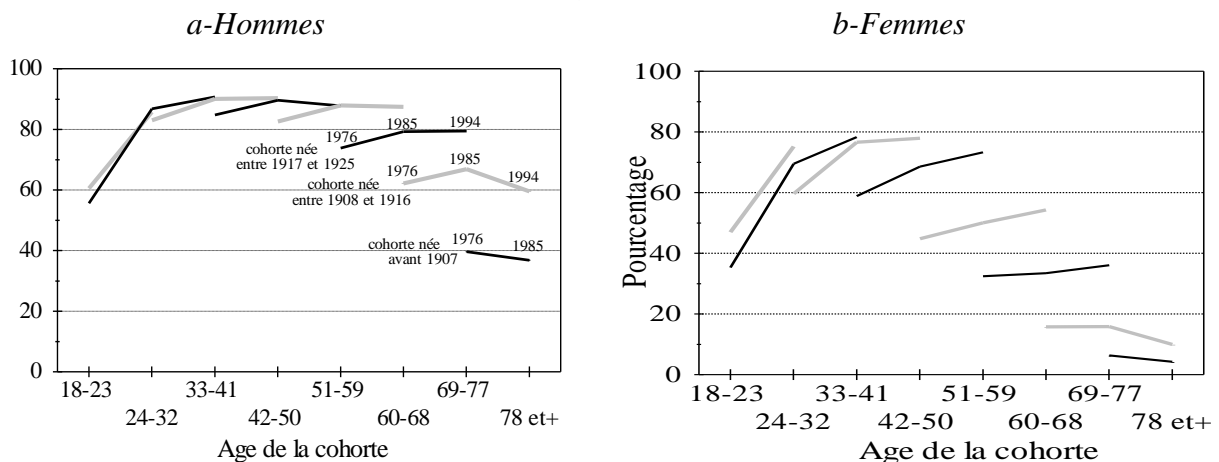 a-Hommes
100
80
60
40
20
0
1976
1985
1994
cohorte née
entre 1917 et 1925
1976
1985
1994
cohorte née
entre 1908 et 1916
1976
1985
cohorte née
avant 1907
18-23
33-41
51-59
69-77
24-32
42-50
60-68
78 et+
Age de la cohorte
b-Femmes
Pourcentage
100
80
60
40
20
0
18-23
33-41
51-59
69-77
24-32
42-50
60-68
78 et+
Age de la cohorte